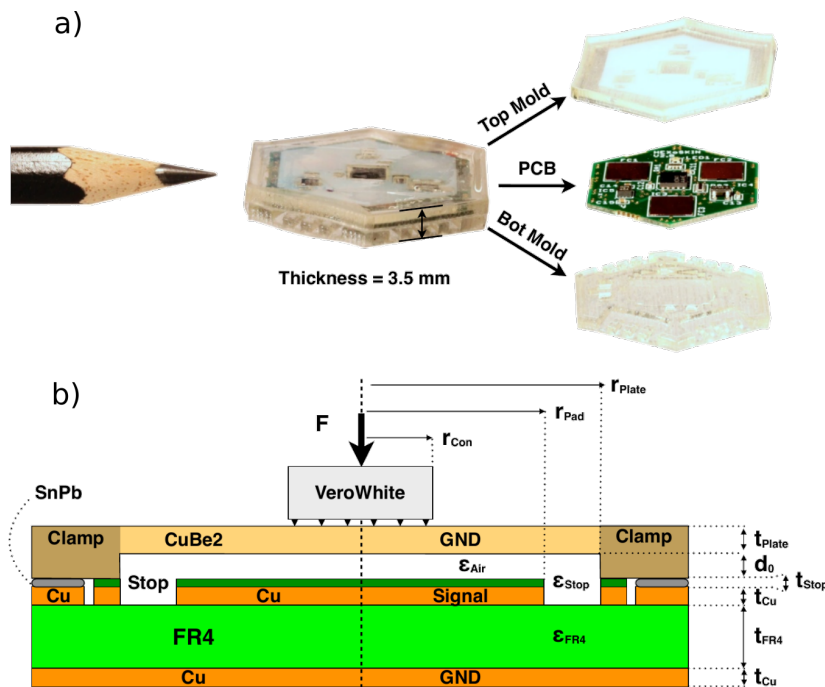 a)
Top Mold
PCB
Bot Mold
Thickness = 3.5 mm
b)
r_Plate
r_Pad
F
r_Con
SnPb
VeroWhite
Clamp
CuBe2
GND
Clamp
t_Plate
ε_Air
d_0
Stop
ε_Stop
t_Stop
Cu
Cu
Signal
t_Cu
FR4
ε_FR4
t_FR4
Cu
GND
t_Cu